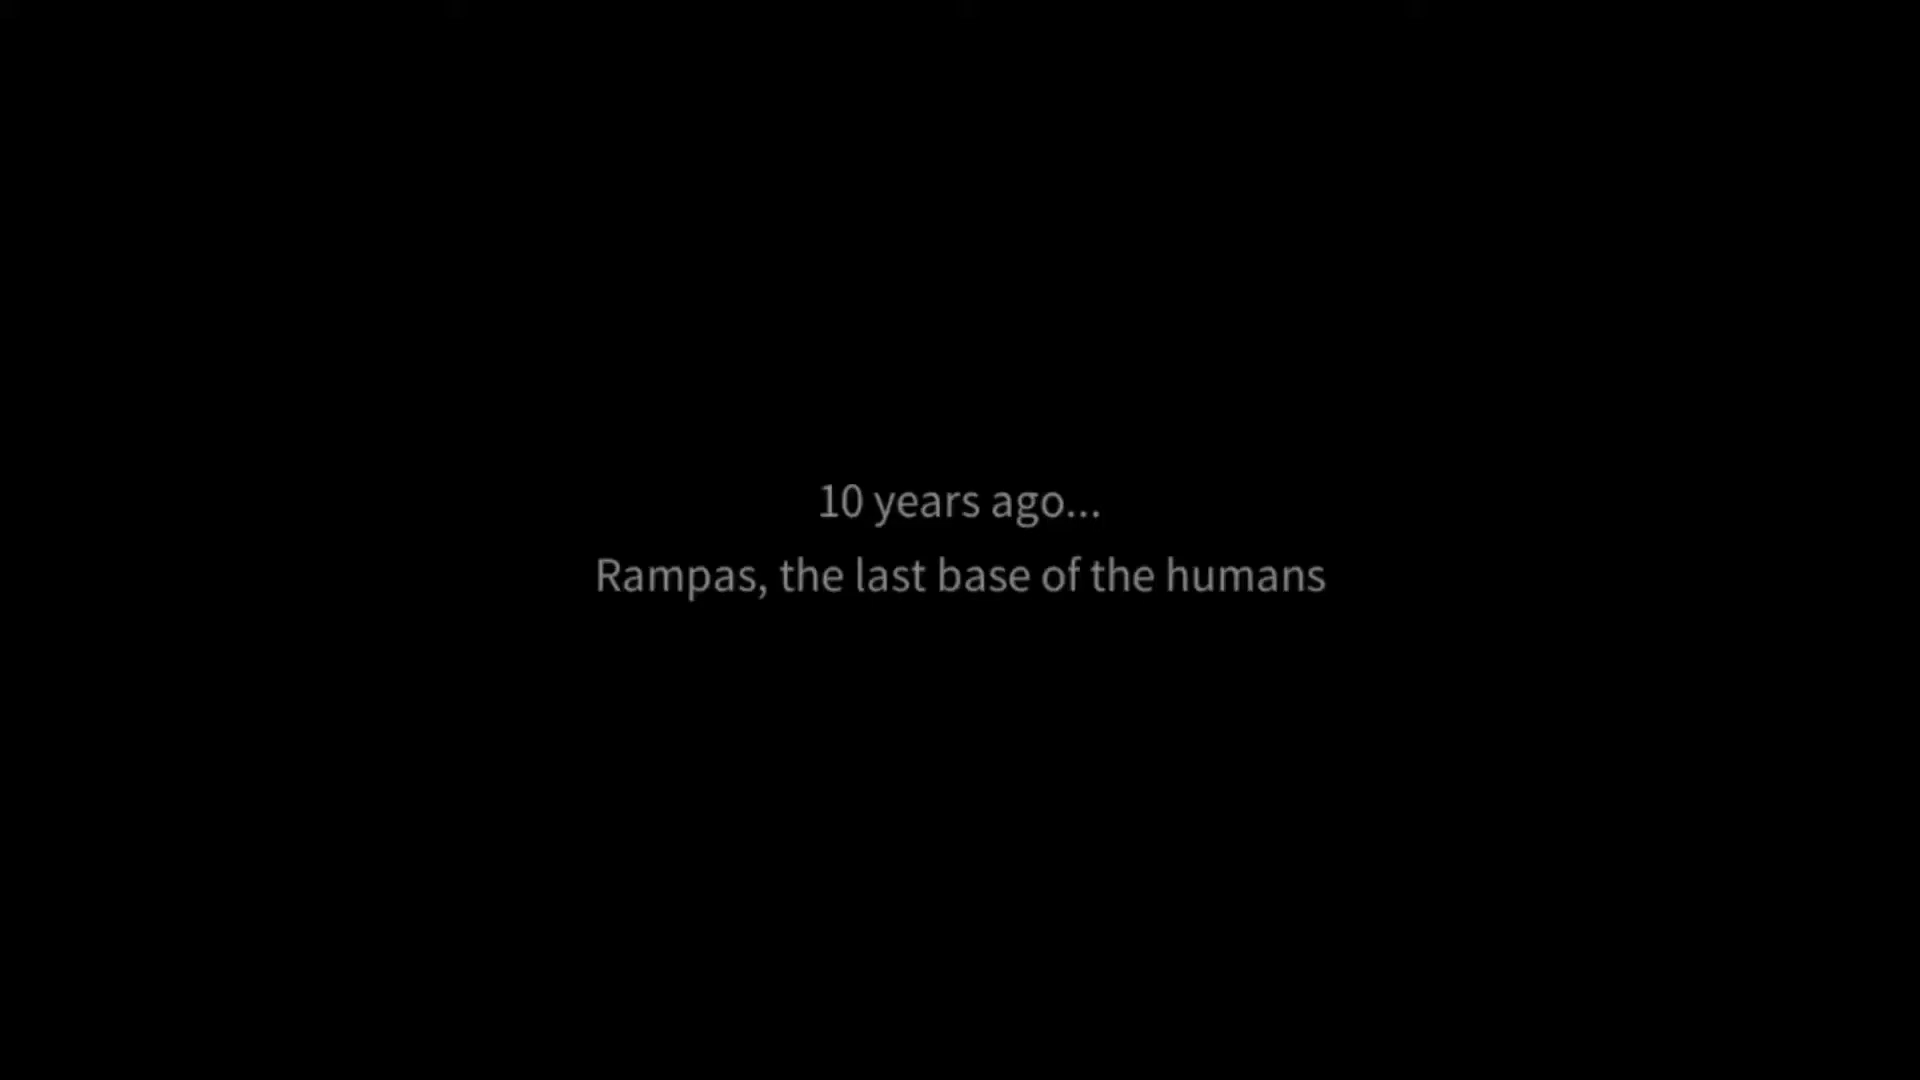 10 years ago...
Rampas, the last base of the humans